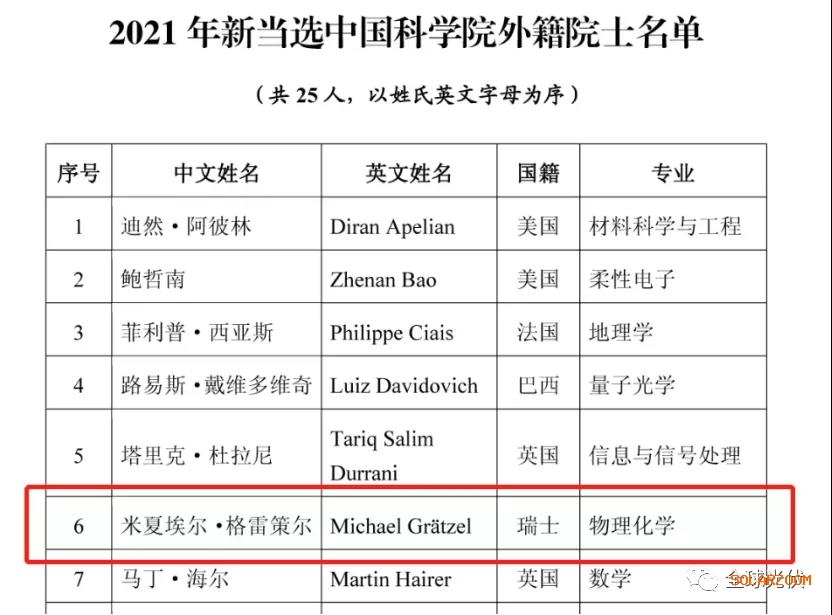 2021 年新当选中国科学院外籍院士名单
（共 25 人，以姓氏英文字母为序）
序号 中文姓名 英文姓名 国籍 专业
1 迪然·阿彼林 Diran Apelian 美国 材料科学与工程
2 鲍哲南 Zhenan Bao 美国 柔性电子
3 菲利普·西亚斯 Philippe Ciais 法国 地理学
4 路易斯·戴维多维奇 Luiz Davidovich 巴西 量子光学
5 塔里克·杜拉尼 Tariq Salim Durrani 英国 信息与信号处理
6 米夏埃尔·格雷策尔 Michael Grätzel 瑞士 物理化学
7 马丁·海尔 Martin Hairer 英国 数学
全球光伏
SOLARZOOM